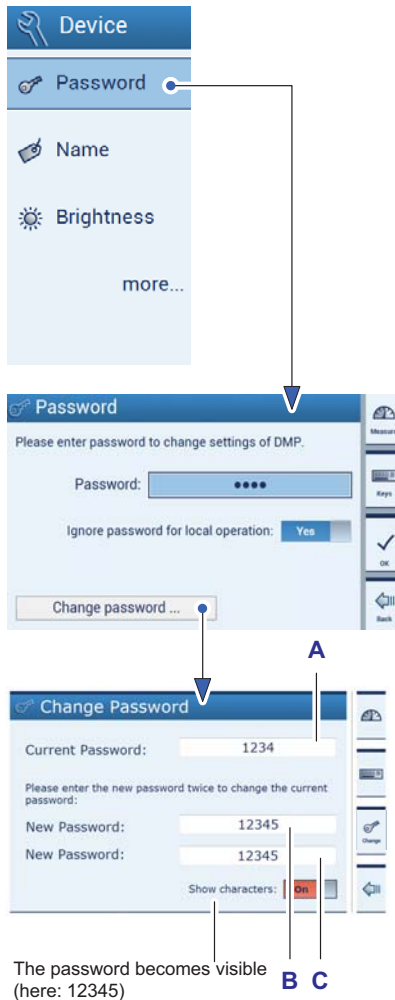 Device
Password
Name
Brightness
more...
Password
Please enter password to change settings of DMP.
Password: ••••
Ignore password for local operation: Yes
Change password ...
Measure
Keys
OK
Back
A
Change Password
Current Password: 1234
Please enter the new password twice to change the current
password:
New Password: 12345
New Password: 12345
Show characters: On
Change
The password becomes visible
(here: 12345)
B C